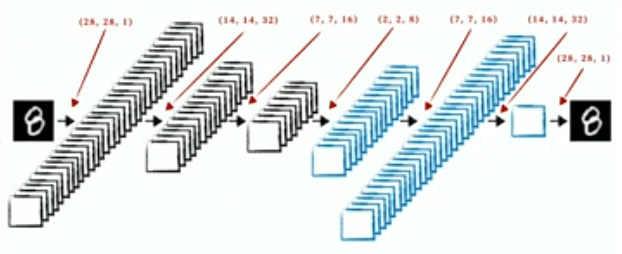 (28, 28, 1)
(14, 14, 32)
(7, 7, 16)
(2, 2, 8)
(7, 7, 16)
(14, 14, 32)
(28, 28, 1)
8
8